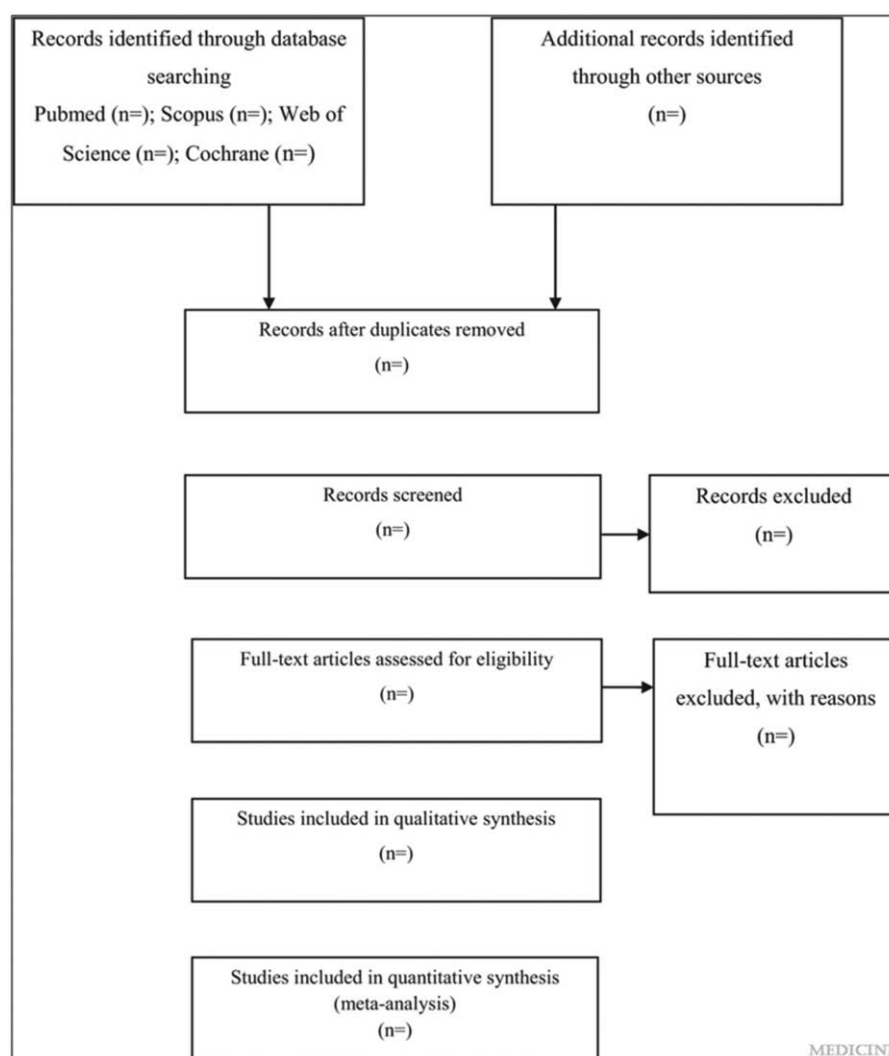 Records identified through database
searching
Pubmed (n=); Scopus (n=); Web of
Science (n=); Cochrane (n=)
Additional records identified
through other sources
(n=)
Records after duplicates removed
(n=)
Records screened
(n=)
Records excluded
(n=)
Full-text articles assessed for eligibility
(n=)
Full-text articles
excluded, with reasons
(n=)
Studies included in qualitative synthesis
(n=)
Studies included in quantitative synthesis
(meta-analysis)
(n=)
MEDICINE